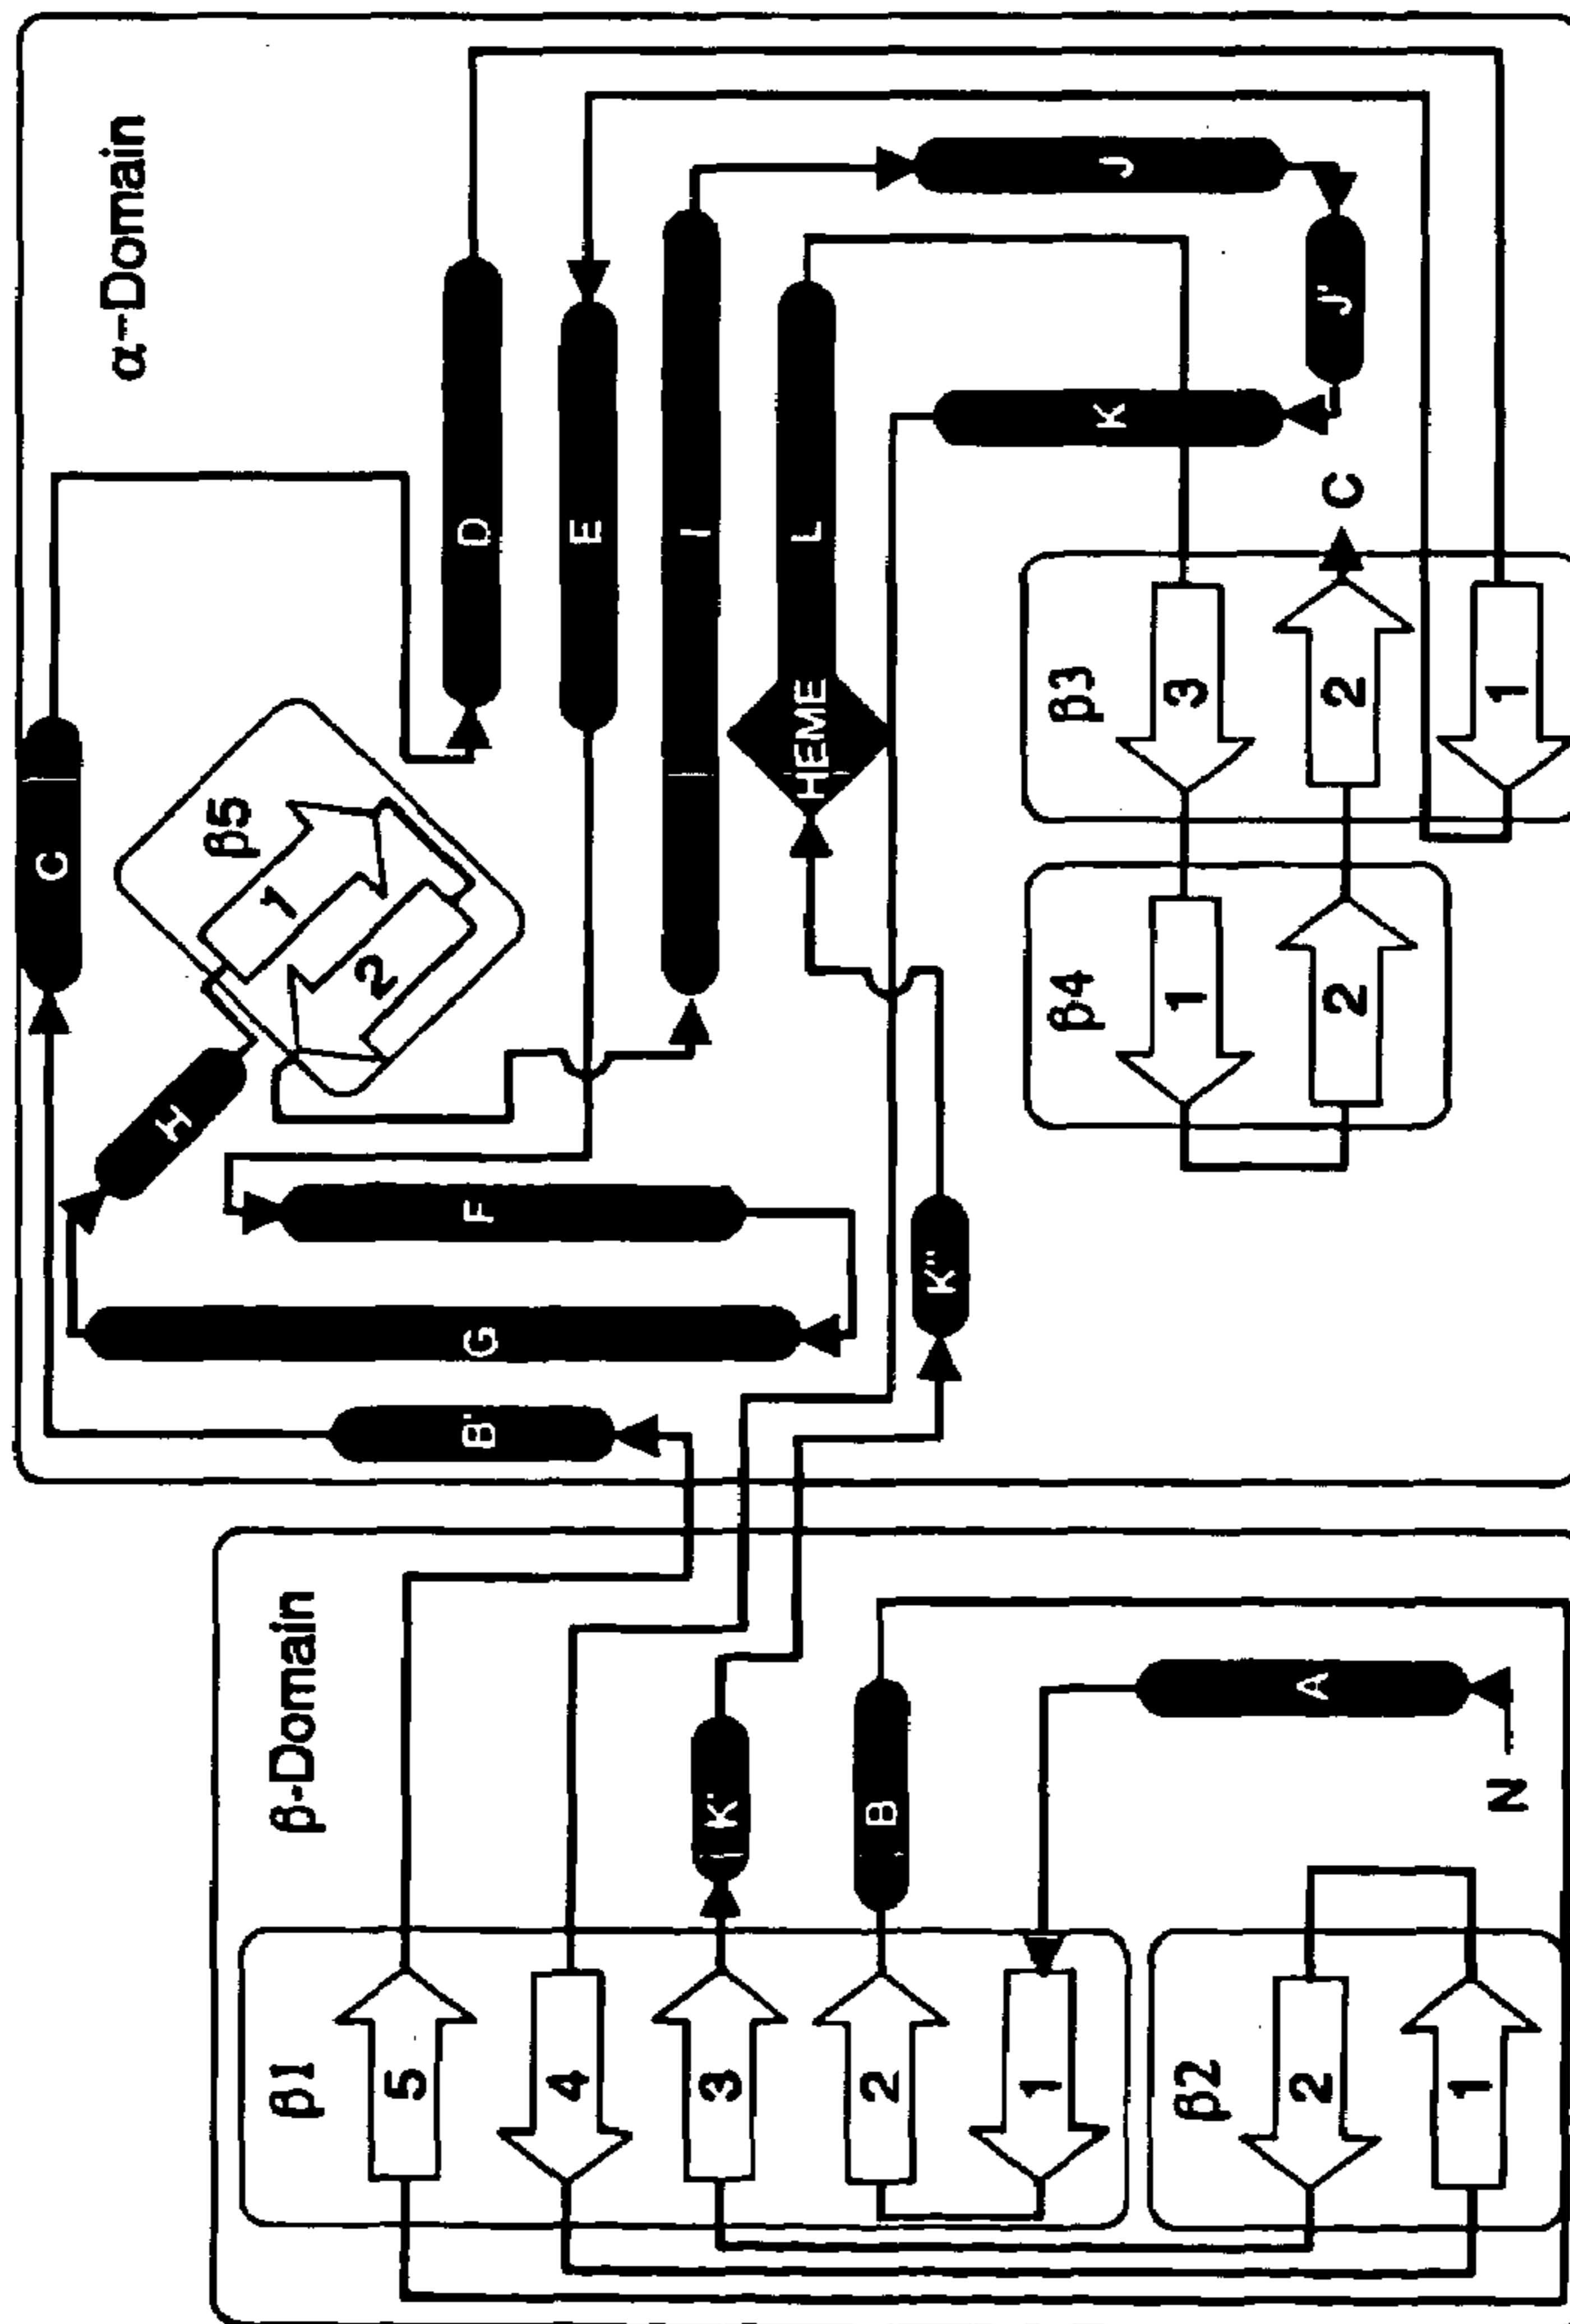 α-Domain
C
β5
1
2
H
D
E
I
L
HEME
J
J'
K
C
β3
3
2
1
β4
1
2
F
G
B'
K''
β-Domain
K'
B
A
N
β1
5
4
3
2
1
β2
2
1